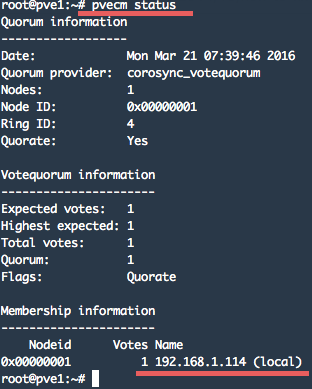 root@pve1:~# pvecm status
Quorum information
------------------
Date:             Mon Mar 21 07:39:46 2016
Quorum provider:  corosync_votequorum
Nodes:            1
Node ID:          0x00000001
Ring ID:          4
Quorate:          Yes

Votequorum information
----------------------
Expected votes:   1
Highest expected: 1
Total votes:      1
Quorum:           1
Flags:            Quorate

Membership information
----------------------
    Nodeid      Votes Name
0x00000001          1 192.168.1.114 (local)
root@pve1:~#